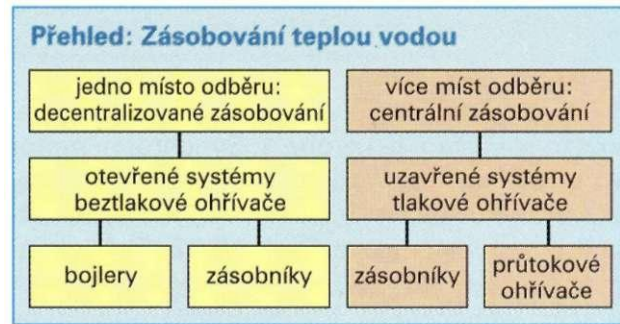 Přehled: Zásobování teplou vodou
jedno místo odběru:
decentralizované zásobování
více míst odběru:
centrální zásobování
otevřené systémy
beztlakové ohřívače
uzavřené systémy
tlakové ohřívače
bojlery
zásobníky
zásobníky
průtokové
ohřívače